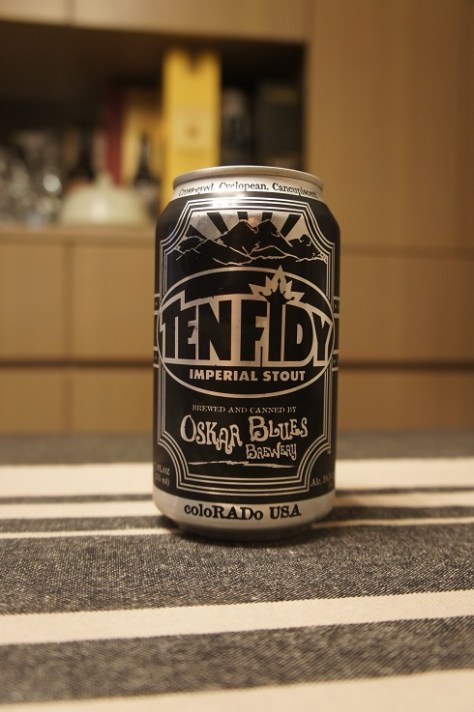 Cyclopean,
TEN FIDY
IMPERIAL STOUT
BREWED AND CANNED BY
OSKAR BLUES
BREWERY
coloRADo USA